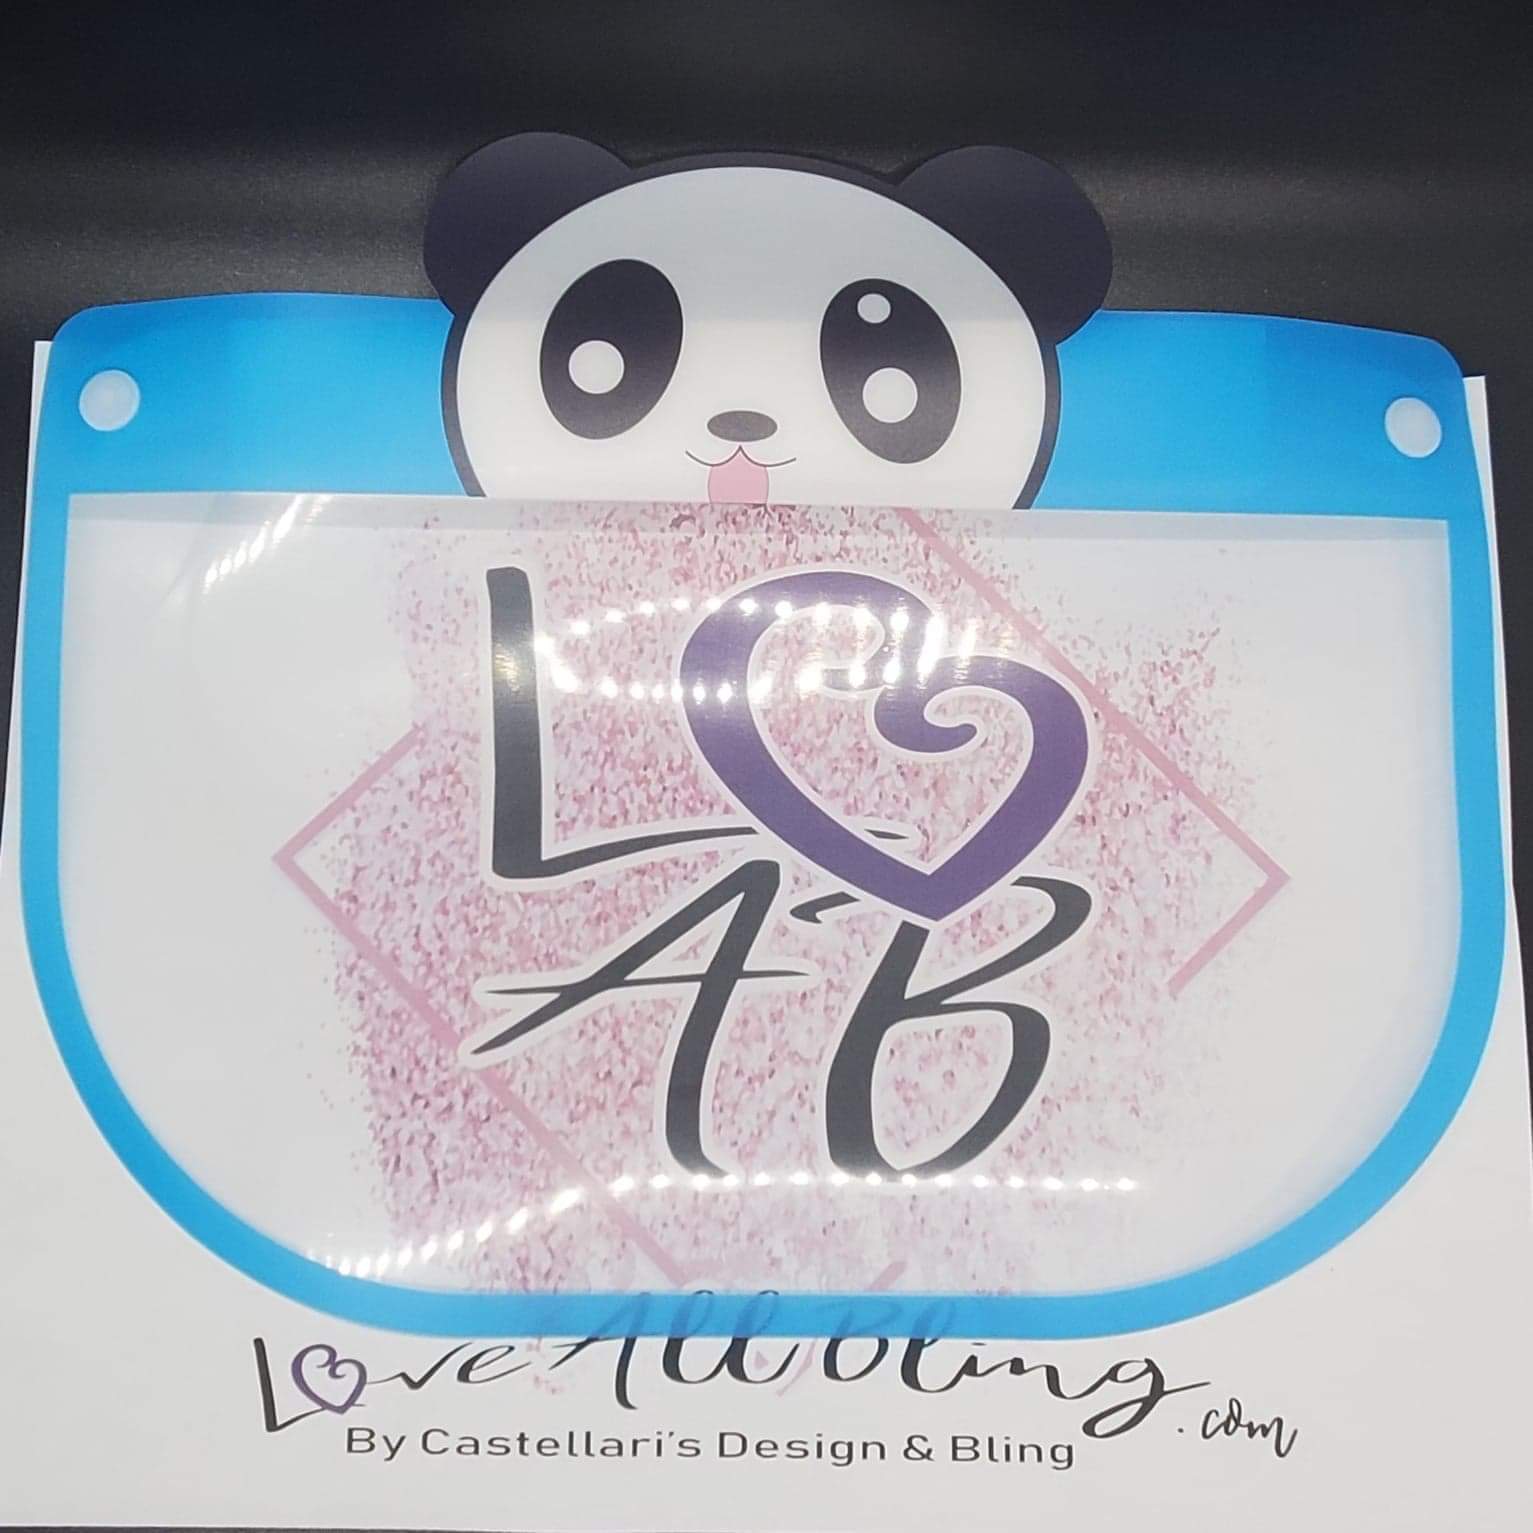 L
A B
LoveAllBling.com
By Castellari's Design & Bling